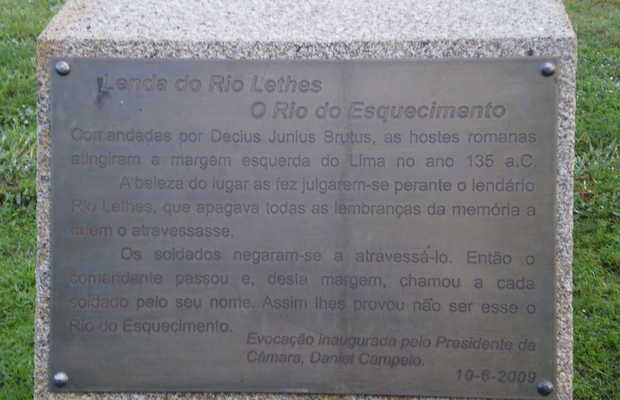 Lenda do Rio Lethes
O Rio do Esquecimento
Comandadas por Decius Junius Brutus, as hostes romanas
atingiram a margem esquerda do Lima no ano 135 a.C.
A beleza do lugar as fez julgarem-se perante o lendário
Rio Lethes, que apagava todas as lembranças da memória a
quem o atravessasse.
Os soldados negaram-se a atravessá-lo. Então o
comandante passou e, desta margem, chamou a cada
soldado pelo seu nome. Assim lhes provou não ser esse o
Rio do Esquecimento.
Evocação inaugurada pelo Presidente da
Câmara, Daniel Campelo.
10-6-2009